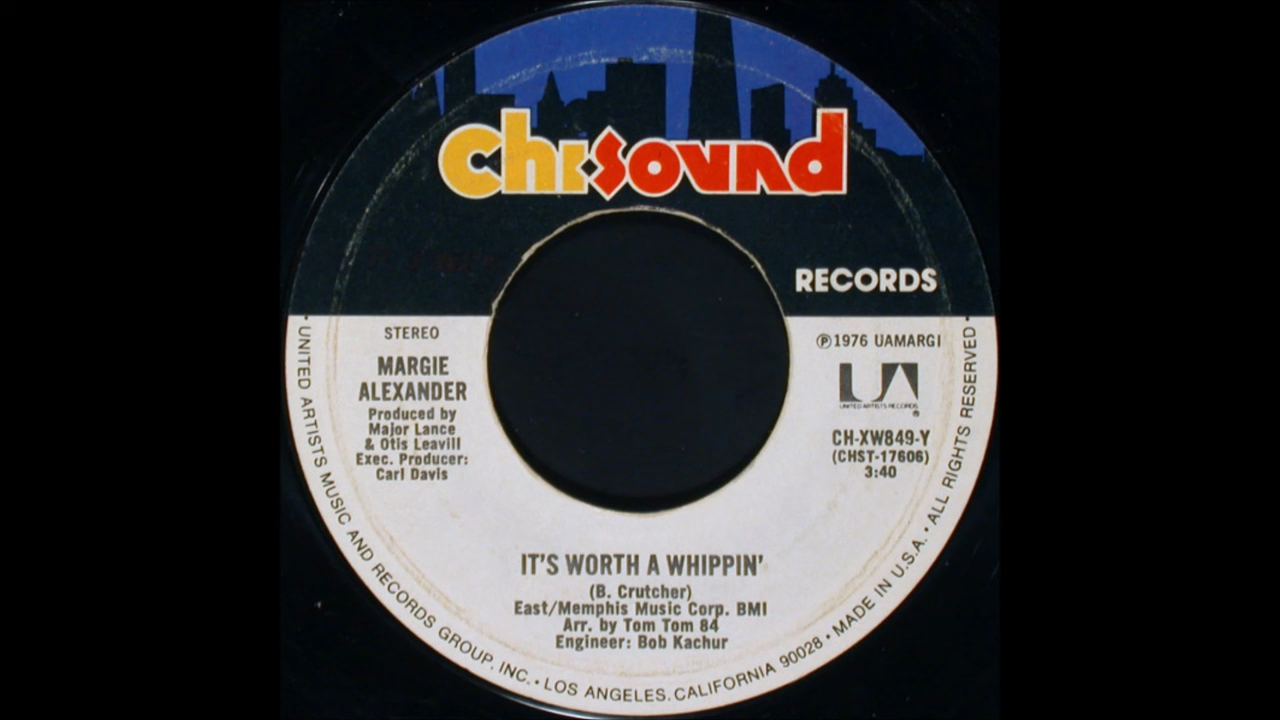 Chi-Sound
RECORDS
STEREO
MARGIE
ALEXANDER
Produced by
Major Lance
& Otis Leavill
Exec. Producer:
Carl Davis
℗1976 UAMARGI
UA
UNITED ARTISTS RECORDS
®
CH-XW849-Y
(CHST-17606)
3:40
IT'S WORTH A WHIPPIN'
(B. Crutcher)
East/Memphis Music Corp. BMI
Arr. by Tom Tom 84
Engineer: Bob Kachur
• UNITED ARTISTS MUSIC AND RECORDS GROUP, INC. • LOS ANGELES, CALIFORNIA 90028 • MADE IN U.S.A. • ALL RIGHTS RESERVED •